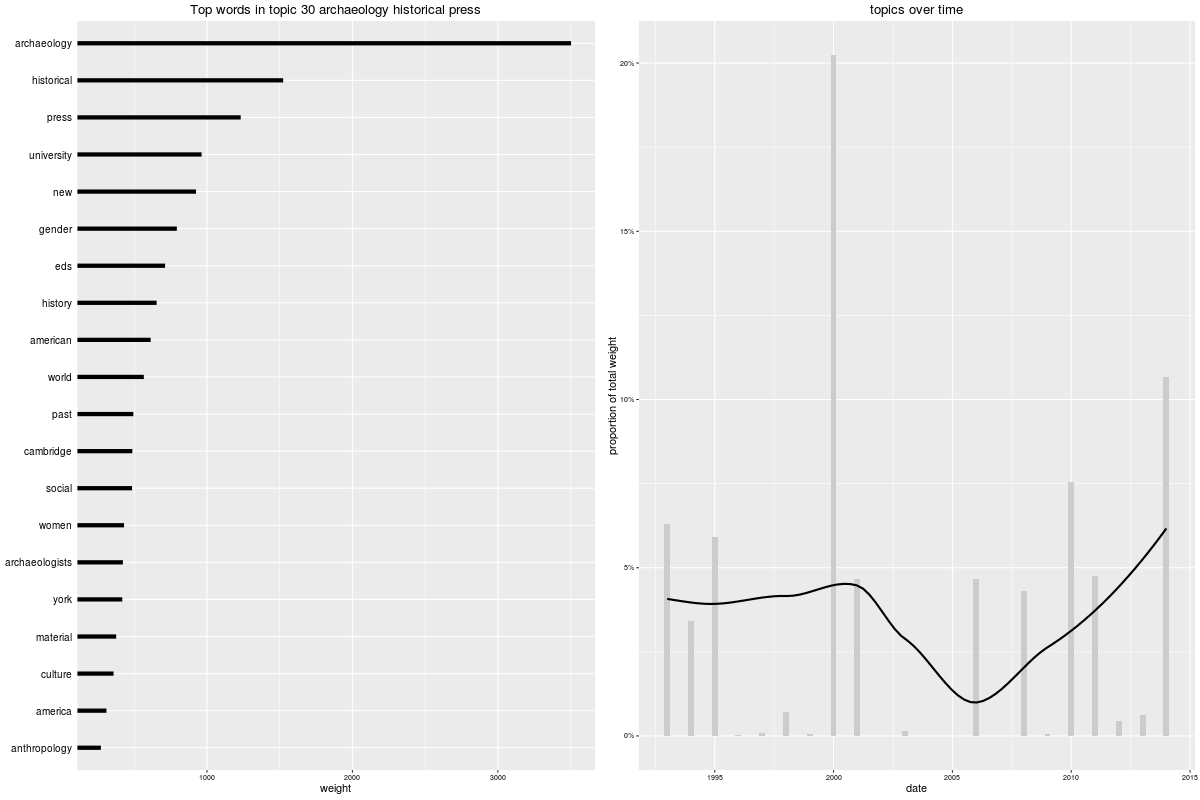 Top words in topic 30 archaeology historical press
archaeology
historical
press
university
new
gender
eds
history
american
world
past
cambridge
social
women
archaeologists
york
material
culture
america
anthropology
1000
2000
3000
weight
topics over time
proportion of total weight
20%
15%
10%
5%
0%
1995
2000
2005
2010
2015
date